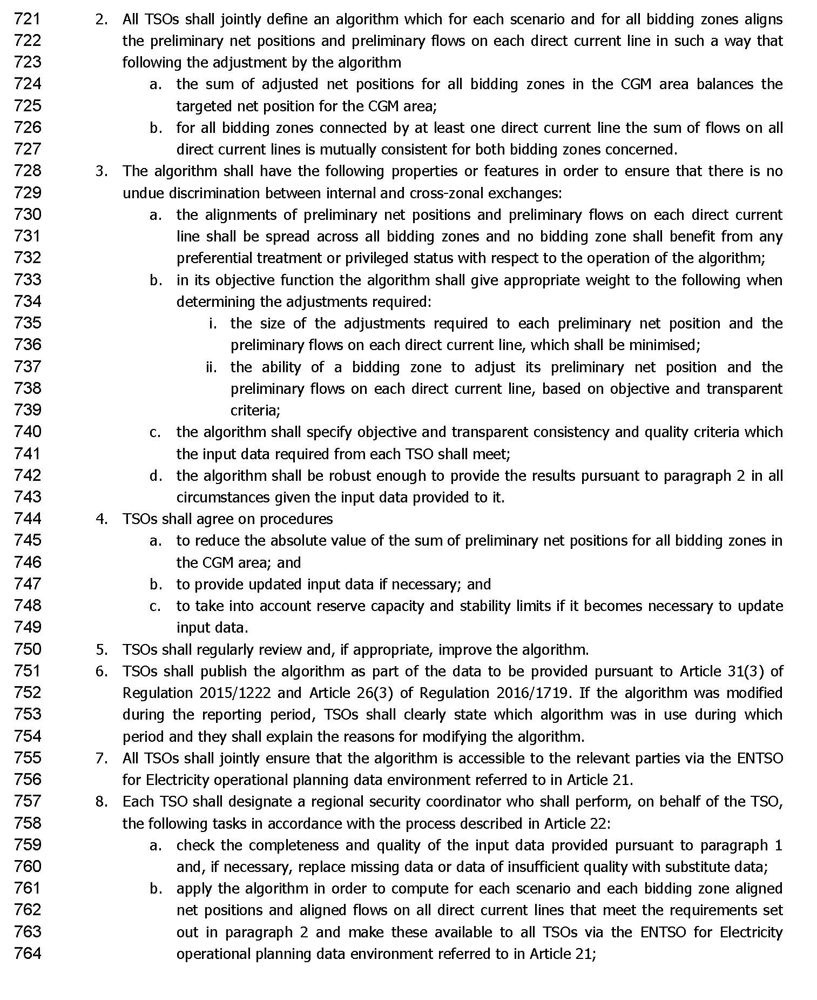 721 2. All TSOs shall jointly define an algorithm which for each scenario and for all bidding zones aligns
722 the preliminary net positions and preliminary flows on each direct current line in such a way that
723 following the adjustment by the algorithm
724 a. the sum of adjusted net positions for all bidding zones in the CGM area balances the
725 targeted net position for the CGM area;
726 b. for all bidding zones connected by at least one direct current line the sum of flows on all
727 direct current lines is mutually consistent for both bidding zones concerned.
728 3. The algorithm shall have the following properties or features in order to ensure that there is no
729 undue discrimination between internal and cross-zonal exchanges:
730 a. the alignments of preliminary net positions and preliminary flows on each direct current
731 line shall be spread across all bidding zones and no bidding zone shall benefit from any
732 preferential treatment or privileged status with respect to the operation of the algorithm;
733 b. in its objective function the algorithm shall give appropriate weight to the following when
734 determining the adjustments required:
735 i. the size of the adjustments required to each preliminary net position and the
736 preliminary flows on each direct current line, which shall be minimised;
737 ii. the ability of a bidding zone to adjust its preliminary net position and the
738 preliminary flows on each direct current line, based on objective and transparent
739 criteria;
740 c. the algorithm shall specify objective and transparent consistency and quality criteria which
741 the input data required from each TSO shall meet;
742 d. the algorithm shall be robust enough to provide the results pursuant to paragraph 2 in all
743 circumstances given the input data provided to it.
744 4. TSOs shall agree on procedures
745 a. to reduce the absolute value of the sum of preliminary net positions for all bidding zones in
746 the CGM area; and
747 b. to provide updated input data if necessary; and
748 c. to take into account reserve capacity and stability limits if it becomes necessary to update
749 input data.
750 5. TSOs shall regularly review and, if appropriate, improve the algorithm.
751 6. TSOs shall publish the algorithm as part of the data to be provided pursuant to Article 31(3) of
752 Regulation 2015/1222 and Article 26(3) of Regulation 2016/1719. If the algorithm was modified
753 during the reporting period, TSOs shall clearly state which algorithm was in use during which
754 period and they shall explain the reasons for modifying the algorithm.
755 7. All TSOs shall jointly ensure that the algorithm is accessible to the relevant parties via the ENTSO
756 for Electricity operational planning data environment referred to in Article 21.
757 8. Each TSO shall designate a regional security coordinator who shall perform, on behalf of the TSO,
758 the following tasks in accordance with the process described in Article 22:
759 a. check the completeness and quality of the input data provided pursuant to paragraph 1
760 and, if necessary, replace missing data or data of insufficient quality with substitute data;
761 b. apply the algorithm in order to compute for each scenario and each bidding zone aligned
762 net positions and aligned flows on all direct current lines that meet the requirements set
763 out in paragraph 2 and make these available to all TSOs via the ENTSO for Electricity
764 operational planning data environment referred to in Article 21;